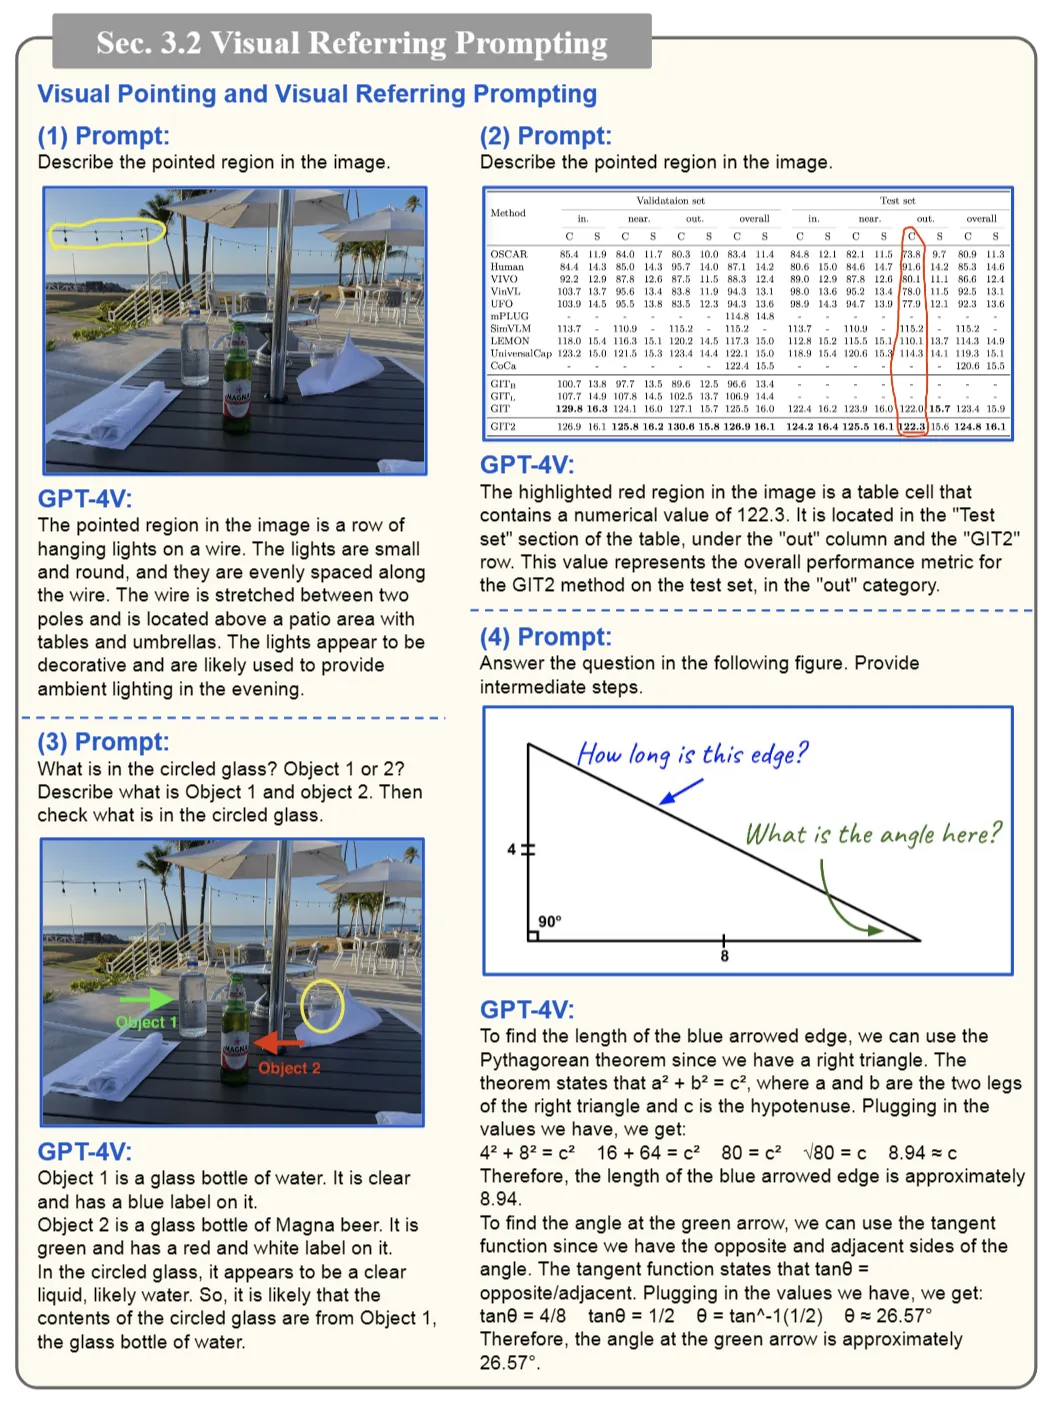 Sec. 3.2 Visual Referring Prompting
Visual Pointing and Visual Referring Prompting
(1) Prompt:
Describe the pointed region in the image.
MAGNA
GPT-4V:
The pointed region in the image is a row of
hanging lights on a wire. The lights are small
and round, and they are evenly spaced along
the wire. The wire is stretched between two
poles and is located above a patio area with
tables and umbrellas. The lights appear to be
decorative and are likely used to provide
ambient lighting in the evening.
(2) Prompt:
Describe the pointed region in the image.
Validataion set Test set
Method
in. near. out. overall in. near. out. overall
C S C S C S C S C S C S C S C S
OSCAR 85.4 11.9 84.0 11.7 80.3 10.0 83.4 11.4 84.8 12.1 82.1 11.5 73.8 9.7 80.9 11.3
Human 84.4 14.3 85.0 14.3 95.7 14.0 87.1 14.2 80.6 15.0 84.6 14.7 91.6 14.2 85.3 14.6
VIVO 92.2 12.9 87.8 12.6 87.5 11.5 88.3 12.4 89.0 12.9 87.8 12.6 80.1 11.1 86.6 12.4
VinVL 103.7 13.7 95.6 13.4 83.8 11.9 94.3 13.1 98.0 13.6 95.2 13.4 78.0 11.5 92.5 13.1
UFO 103.9 14.5 95.5 13.8 83.5 12.3 94.3 13.6 98.9 14.3 94.7 13.9 77.9 12.1 92.3 13.6
mPLUG - - - - - - 114.8 14.8 - - - - - - - -
SimVLM 113.7 - 110.9 - 115.2 - 115.2 - 113.7 - 110.9 - 115.2 - 115.2 -
LEMON 118.0 15.4 116.3 15.1 120.2 14.5 117.3 15.0 112.8 15.2 115.5 15.1 110.1 13.7 114.3 14.9
UniversalCap 123.2 15.0 121.5 15.3 123.4 14.4 122.1 15.0 118.9 15.4 120.6 15.3 114.3 14.1 119.3 15.1
CoCa - - - - - - 122.4 15.5 - - - - - - 120.6 15.5
GIT_B 100.7 13.8 97.7 13.5 89.6 12.5 96.6 13.4 - - - - - - - -
GIT_L 107.7 14.9 107.8 14.5 102.5 13.7 106.9 14.4 - - - - - - - -
GIT 129.8 16.3 124.1 16.0 127.1 15.7 125.5 16.0 122.4 16.2 123.9 16.0 122.0 15.7 123.4 15.9
GIT2 126.9 16.1 125.8 16.2 130.6 15.8 126.9 16.1 124.2 16.4 125.5 16.1 122.3 15.6 124.8 16.1
GPT-4V:
The highlighted red region in the image is a table cell that
contains a numerical value of 122.3. It is located in the "Test
set" section of the table, under the "out" column and the "GIT2"
row. This value represents the overall performance metric for
the GIT2 method on the test set, in the "out" category.
(3) Prompt:
What is in the circled glass? Object 1 or 2?
Describe what is Object 1 and object 2. Then
check what is in the circled glass.
Object 1
MAGNA
Object 2
GPT-4V:
Object 1 is a glass bottle of water. It is clear
and has a blue label on it.
Object 2 is a glass bottle of Magna beer. It is
green and has a red and white label on it.
In the circled glass, it appears to be a clear
liquid, likely water. So, it is likely that the
contents of the circled glass are from Object 1,
the glass bottle of water.
(4) Prompt:
Answer the question in the following figure. Provide
intermediate steps.
How long is this edge?
What is the angle here?
4
90°
8
GPT-4V:
To find the length of the blue arrowed edge, we can use the
Pythagorean theorem since we have a right triangle. The
theorem states that a² + b² = c², where a and b are the two legs
of the right triangle and c is the hypotenuse. Plugging in the
values we have, we get:
4² + 8² = c² 16 + 64 = c² 80 = c² √80 = c 8.94 ≈ c
Therefore, the length of the blue arrowed edge is approximately
8.94.
To find the angle at the green arrow, we can use the tangent
function since we have the opposite and adjacent sides of the
angle. The tangent function states that tanθ =
opposite/adjacent. Plugging in the values we have, we get:
tanθ = 4/8 tanθ = 1/2 θ = tan^-1(1/2) θ ≈ 26.57°
Therefore, the angle at the green arrow is approximately
26.57°.